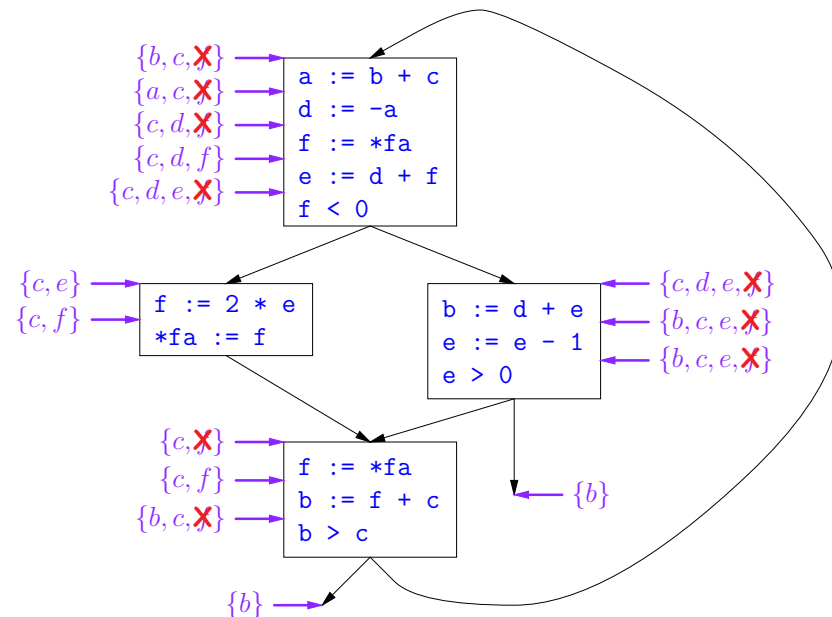 {b, c, f}
{a, c, f}
{c, d, f}
{c, d, f}
{c, d, e, f}
a := b + c
d := -a
f := *fa
e := d + f
f < 0
{c, e}
{c, f}
f := 2 * e
*fa := f
b := d + e
e := e - 1
e > 0
{c, d, e, f}
{b, c, e, f}
{b, c, e, f}
{c, f}
{c, f}
{b, c, f}
f := *fa
b := f + c
b > c
{b}
{b}